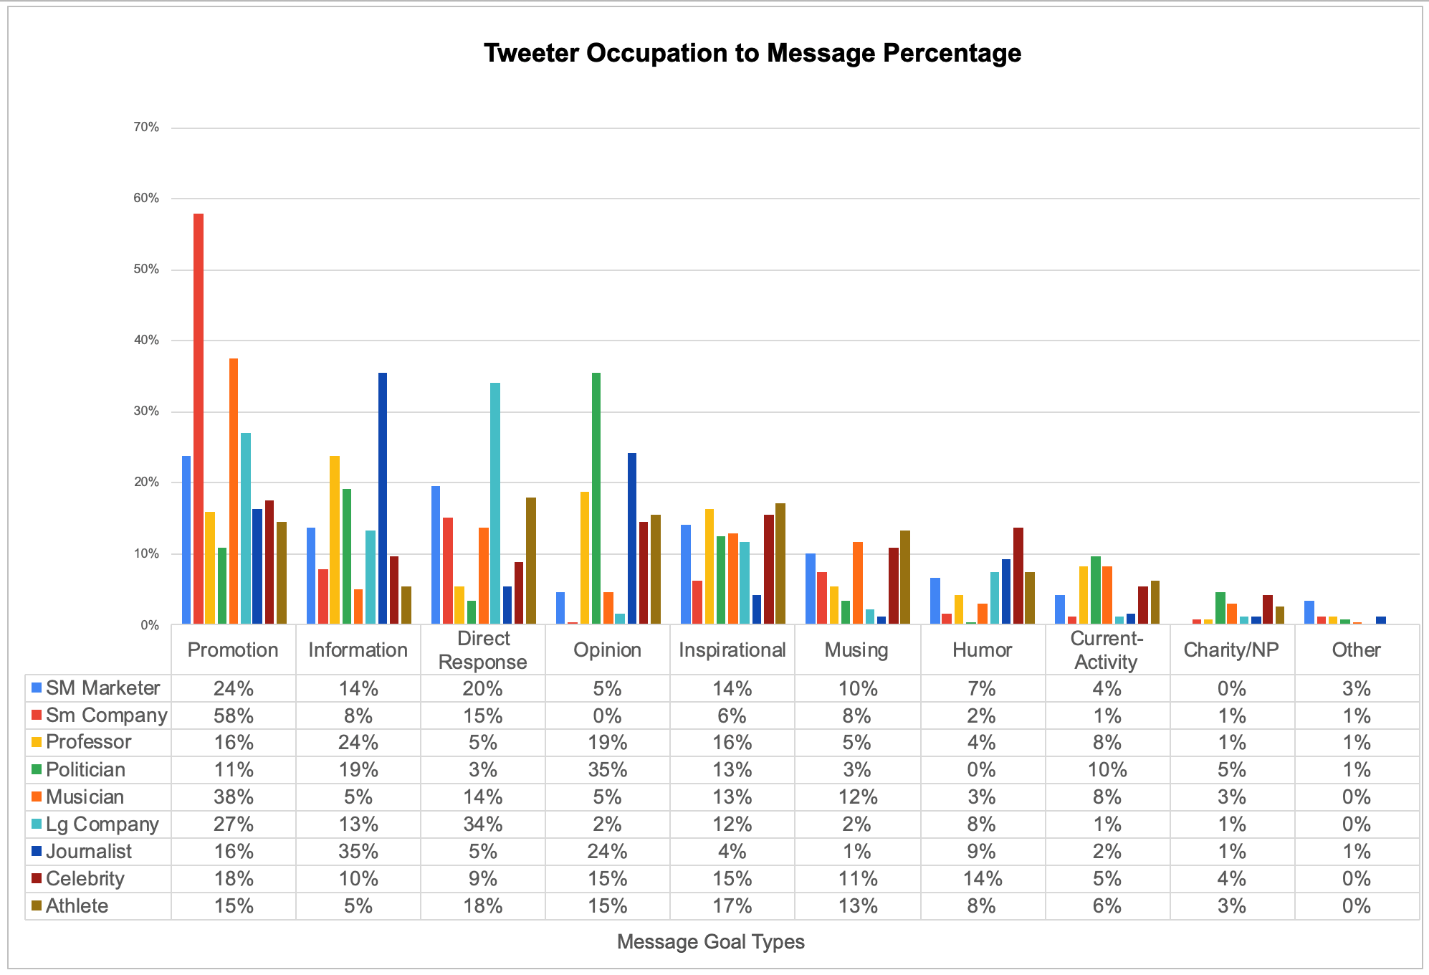 Tweeter Occupation to Message Percentage
70%
60%
50%
40%
30%
20%
10%
0%
Promotion Information Direct Response Opinion Inspirational Musing Humor Current-Activity Charity/NP Other
SM Marketer 24% 14% 20% 5% 14% 10% 7% 4% 0% 3%
Sm Company 58% 8% 15% 0% 6% 8% 2% 1% 1% 1%
Professor 16% 24% 5% 19% 16% 5% 4% 8% 1% 1%
Politician 11% 19% 3% 35% 13% 3% 0% 10% 5% 1%
Musician 38% 5% 14% 5% 13% 12% 3% 8% 3% 0%
Lg Company 27% 13% 34% 2% 12% 2% 8% 1% 1% 0%
Journalist 16% 35% 5% 24% 4% 1% 9% 2% 1% 1%
Celebrity 18% 10% 9% 15% 15% 11% 14% 5% 4% 0%
Athlete 15% 5% 18% 15% 17% 13% 8% 6% 3% 0%
Message Goal Types